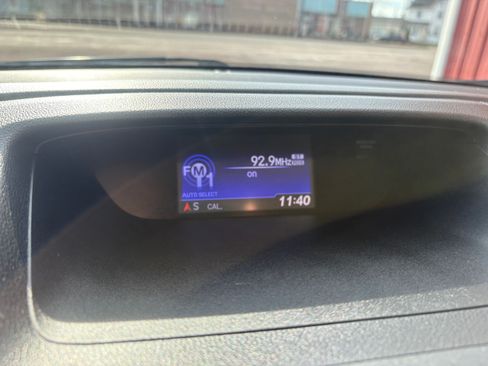 92.9MHz
FM1
on
AUTO SELECT
S CAL. 11:40